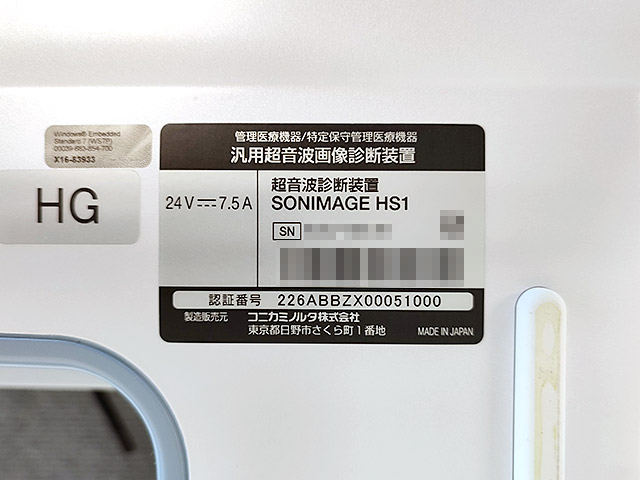 Windows® Embedded
Standard 7 (WS7P)
X16-83933
HG
管理医療機器/特定保守管理医療機器
汎用超音波画像診断装置
24V 7.5A
超音波診断装置
SONIMAGE HS1
SN
認証番号 226ABBZX00051000
製造販売元 コニカミノルタ株式会社
東京都日野市さくら町1番地
MADE IN JAPAN